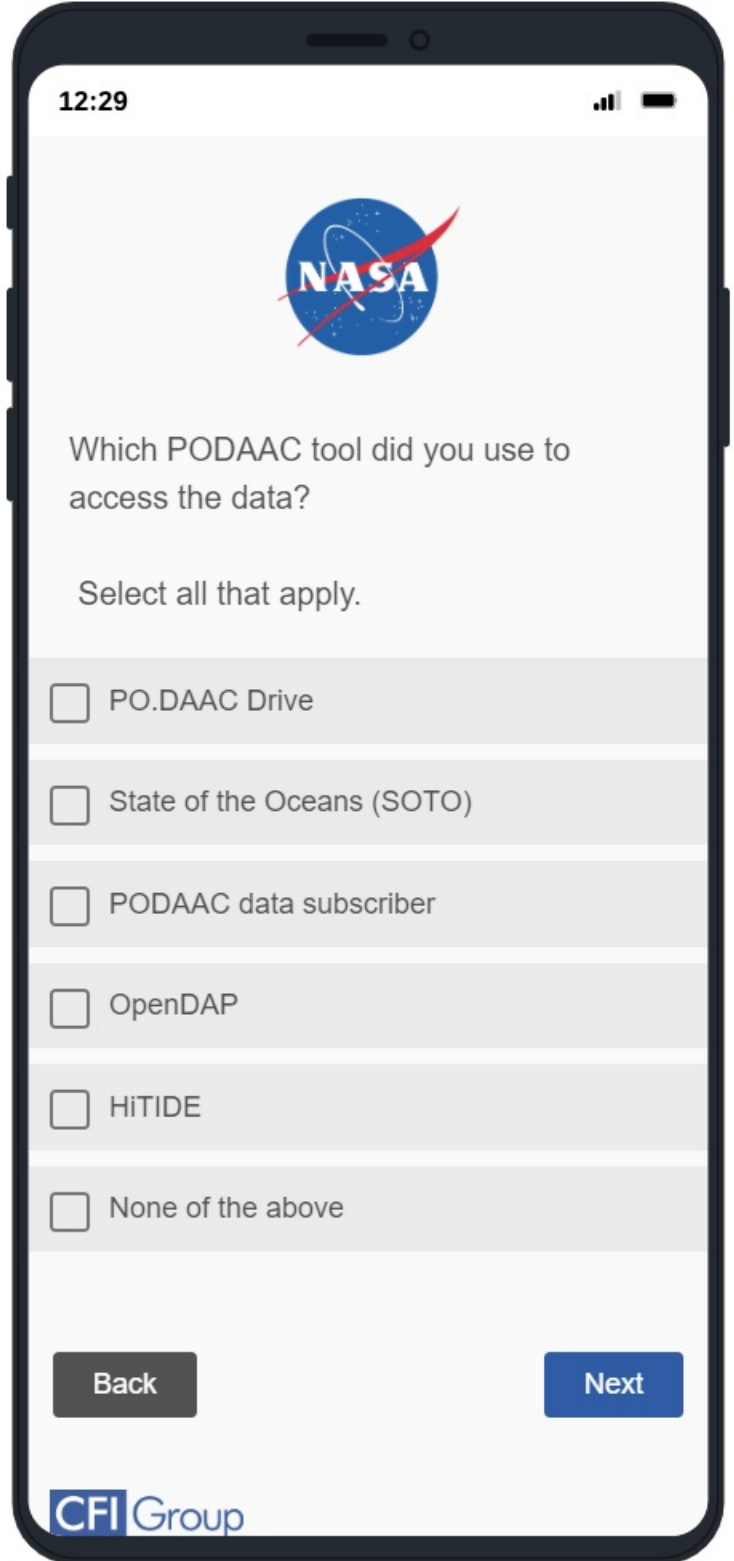 12:29
NASA
Which PODAAC tool did you use to
access the data?
Select all that apply.
PO.DAAC Drive
State of the Oceans (SOTO)
PODAAC data subscriber
OpenDAP
HiTIDE
None of the above
Back
Next
CFI Group